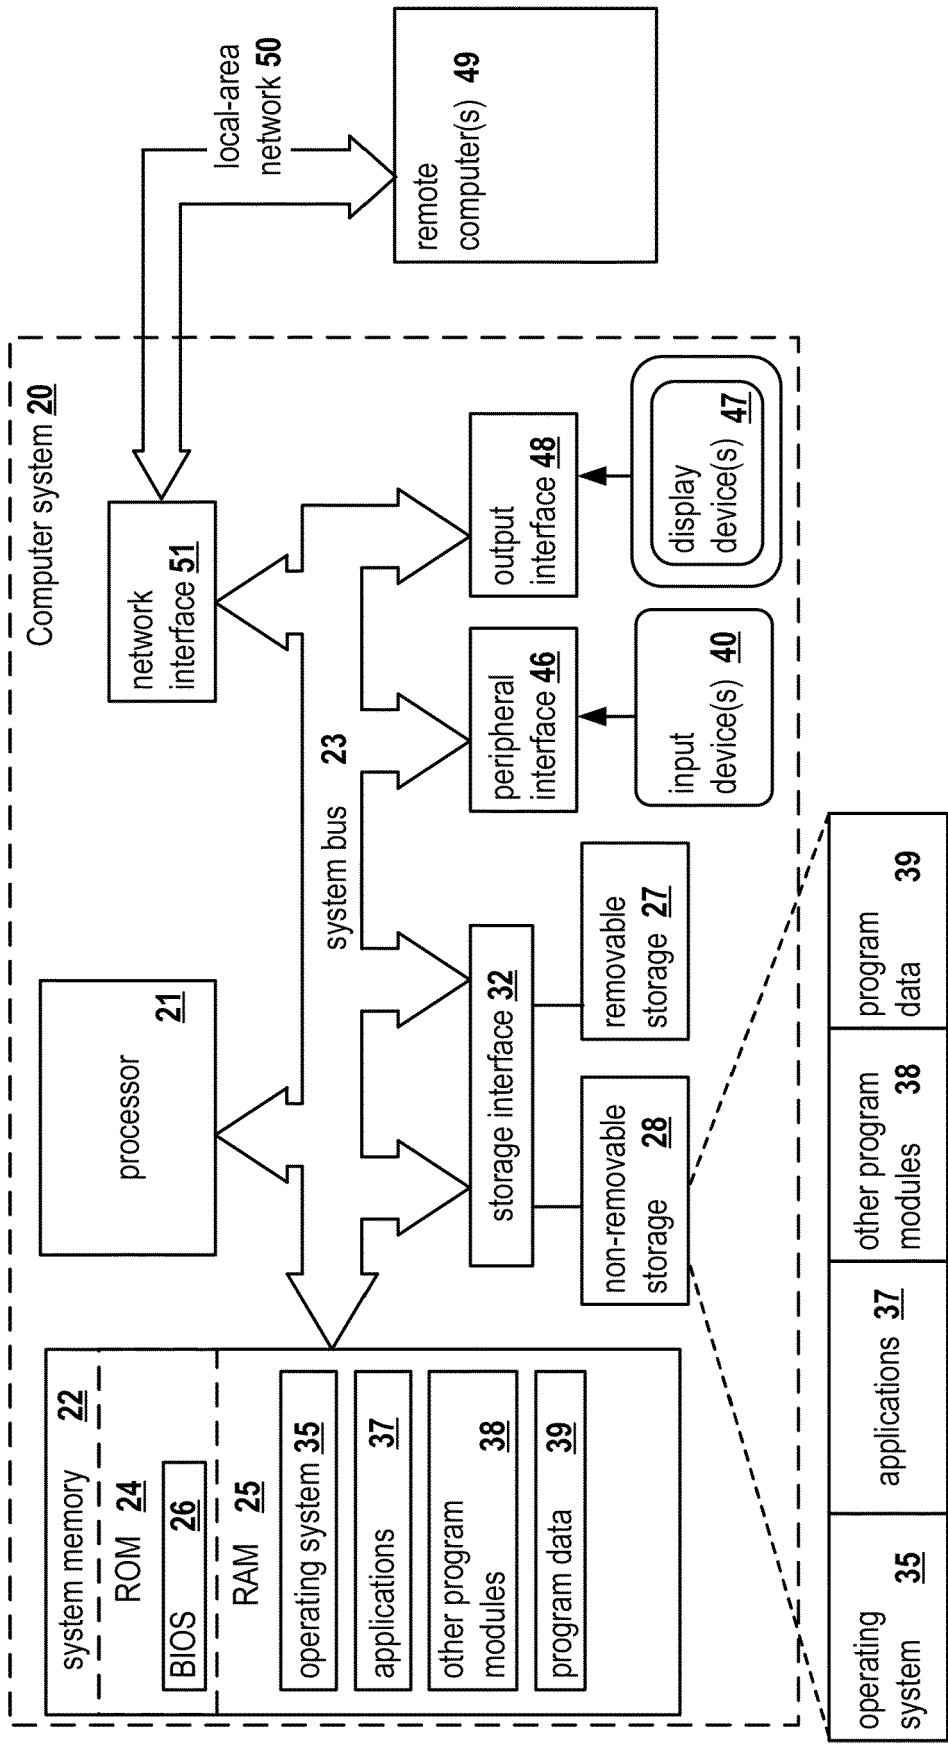 Computer system 20
system memory 22
ROM 24
BIOS 26
RAM 25
operating system 35
applications
37
other program
modules 38
program data
39
processor
21
network
interface 51
local-area
network 50
remote
computer(s) 49
system bus 23
storage interface 32
peripheral
interface 46
output
interface 48
non-removable
storage 28
removable
storage 27
input
device(s) 40
display
device(s) 47
operating
system 35
applications 37
other program
modules 38
program
data 39